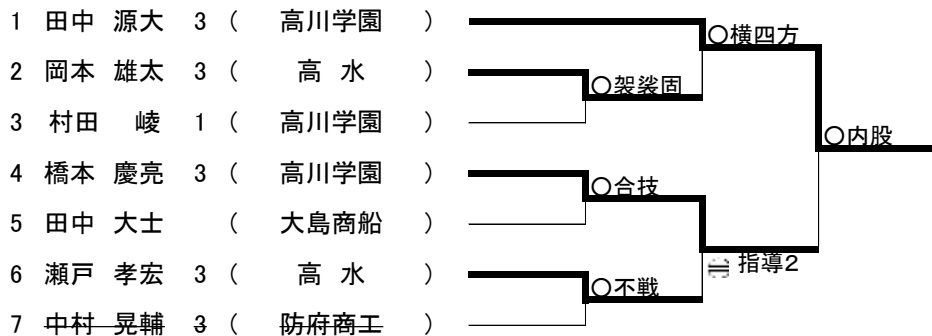 1 田中 源大 3 ( 高川学園 )
○横四方
2 岡本 雄太 3 ( 高 水 )
○袈裟固
3 村田 崚 1 ( 高川学園 )
○内股
4 橋本 慶亮 3 ( 高川学園 )
○合技
5 田中 大士 ( 大島商船 )
指導2
6 瀬戸 孝宏 3 ( 高 水 )
○不戦
7 中村 晃輔 3 ( 防府商工 )